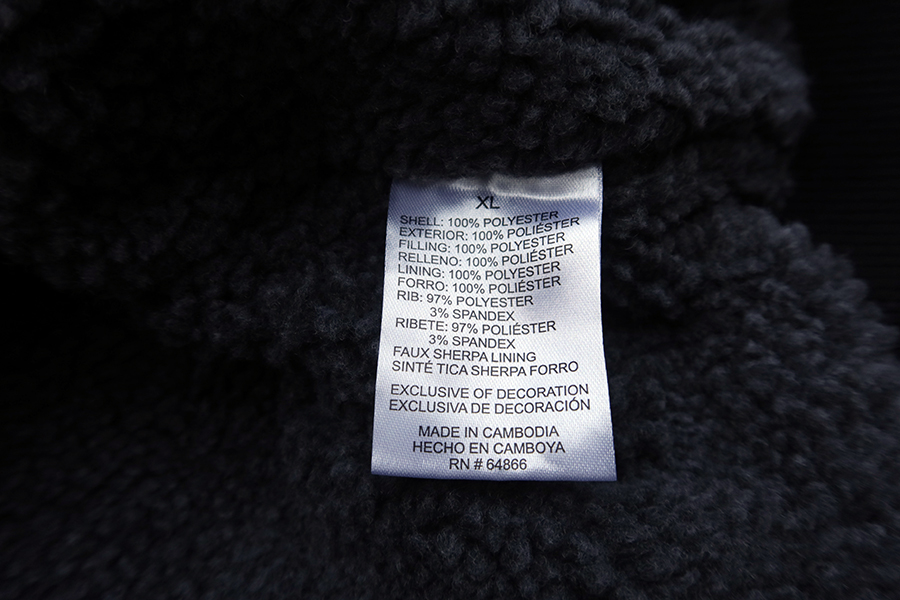 XL
SHELL: 100% POLYESTER
EXTERIOR: 100% POLIÉSTER
FILLING: 100% POLYESTER
RELLENO: 100% POLIÉSTER
LINING: 100% POLYESTER
FORRO: 100% POLIÉSTER
RIB: 97% POLYESTER
3% SPANDEX
RIBETE: 97% POLIÉSTER
3% SPANDEX
FAUX SHERPA LINING
SINTÉ TICA SHERPA FORRO
EXCLUSIVE OF DECORATION
EXCLUSIVA DE DECORACIÓN
MADE IN CAMBODIA
HECHO EN CAMBOYA
RN # 64866